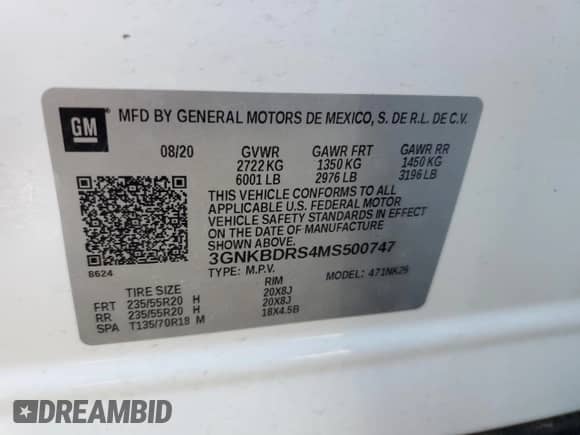 GM
MFD BY GENERAL MOTORS DE MEXICO, S. DE R.L. DE C.V.
08/20 GVWR GAWR FRT GAWR RR
2722 KG 1350 KG 1450 KG
6001 LB 2976 LB 3196 LB
THIS VEHICLE CONFORMS TO ALL
APPLICABLE U.S. FEDERAL MOTOR
VEHICLE SAFETY STANDARDS IN EFFECT
ON THE DATE OF MANUFACTURE
SHOWN ABOVE.
8624
3GNKBDRS4MS500747
TYPE: M.P.V. MODEL: 471NK26
TIRE SIZE RIM
FRT 235/55R20 H 20X8J
RR 235/55R20 H 20X8J
SPA T135/70R18 M 18X4.5B
DREAMBID